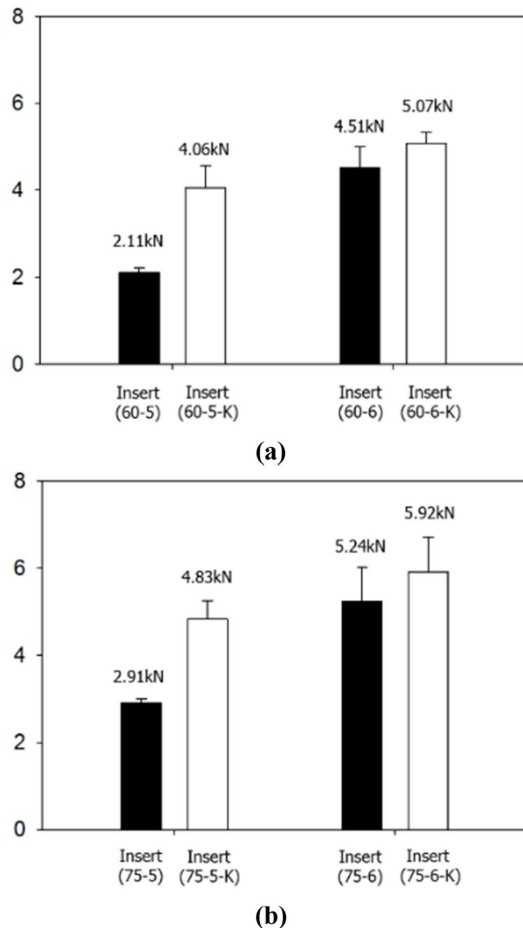 8
5.07kN
4.51kN
6
4.06kN
4
2.11kN
2
0
Insert Insert Insert Insert
(60-5) (60-5-K) (60-6) (60-6-K)
(a)
8
5.92kN
5.24kN
6
4.83kN
4
2.91kN
2
0
Insert Insert Insert Insert
(75-5) (75-5-K) (75-6) (75-6-K)
(b)